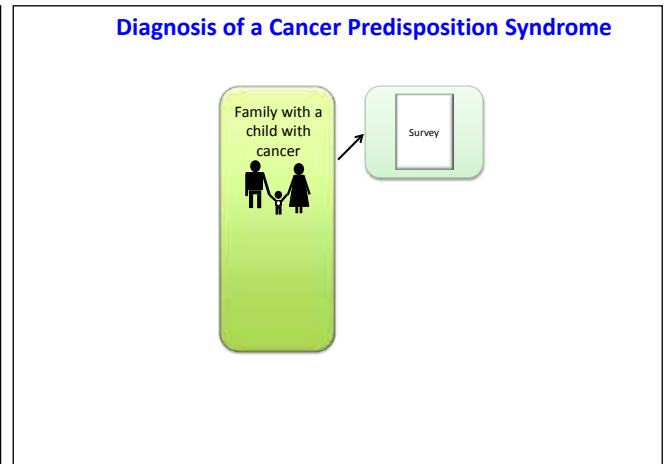 Diagnosis of a Cancer Predisposition Syndrome
Family with a
child with
cancer
Survey